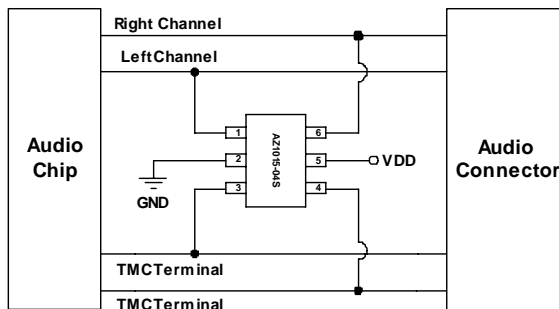 Right Channel
LeftChannel
Audio
Chip
1
2
3
AZ1015-04S
6
5
4
VDD
GND
Audio
Connector
TMCTerminal
TMCTerminal